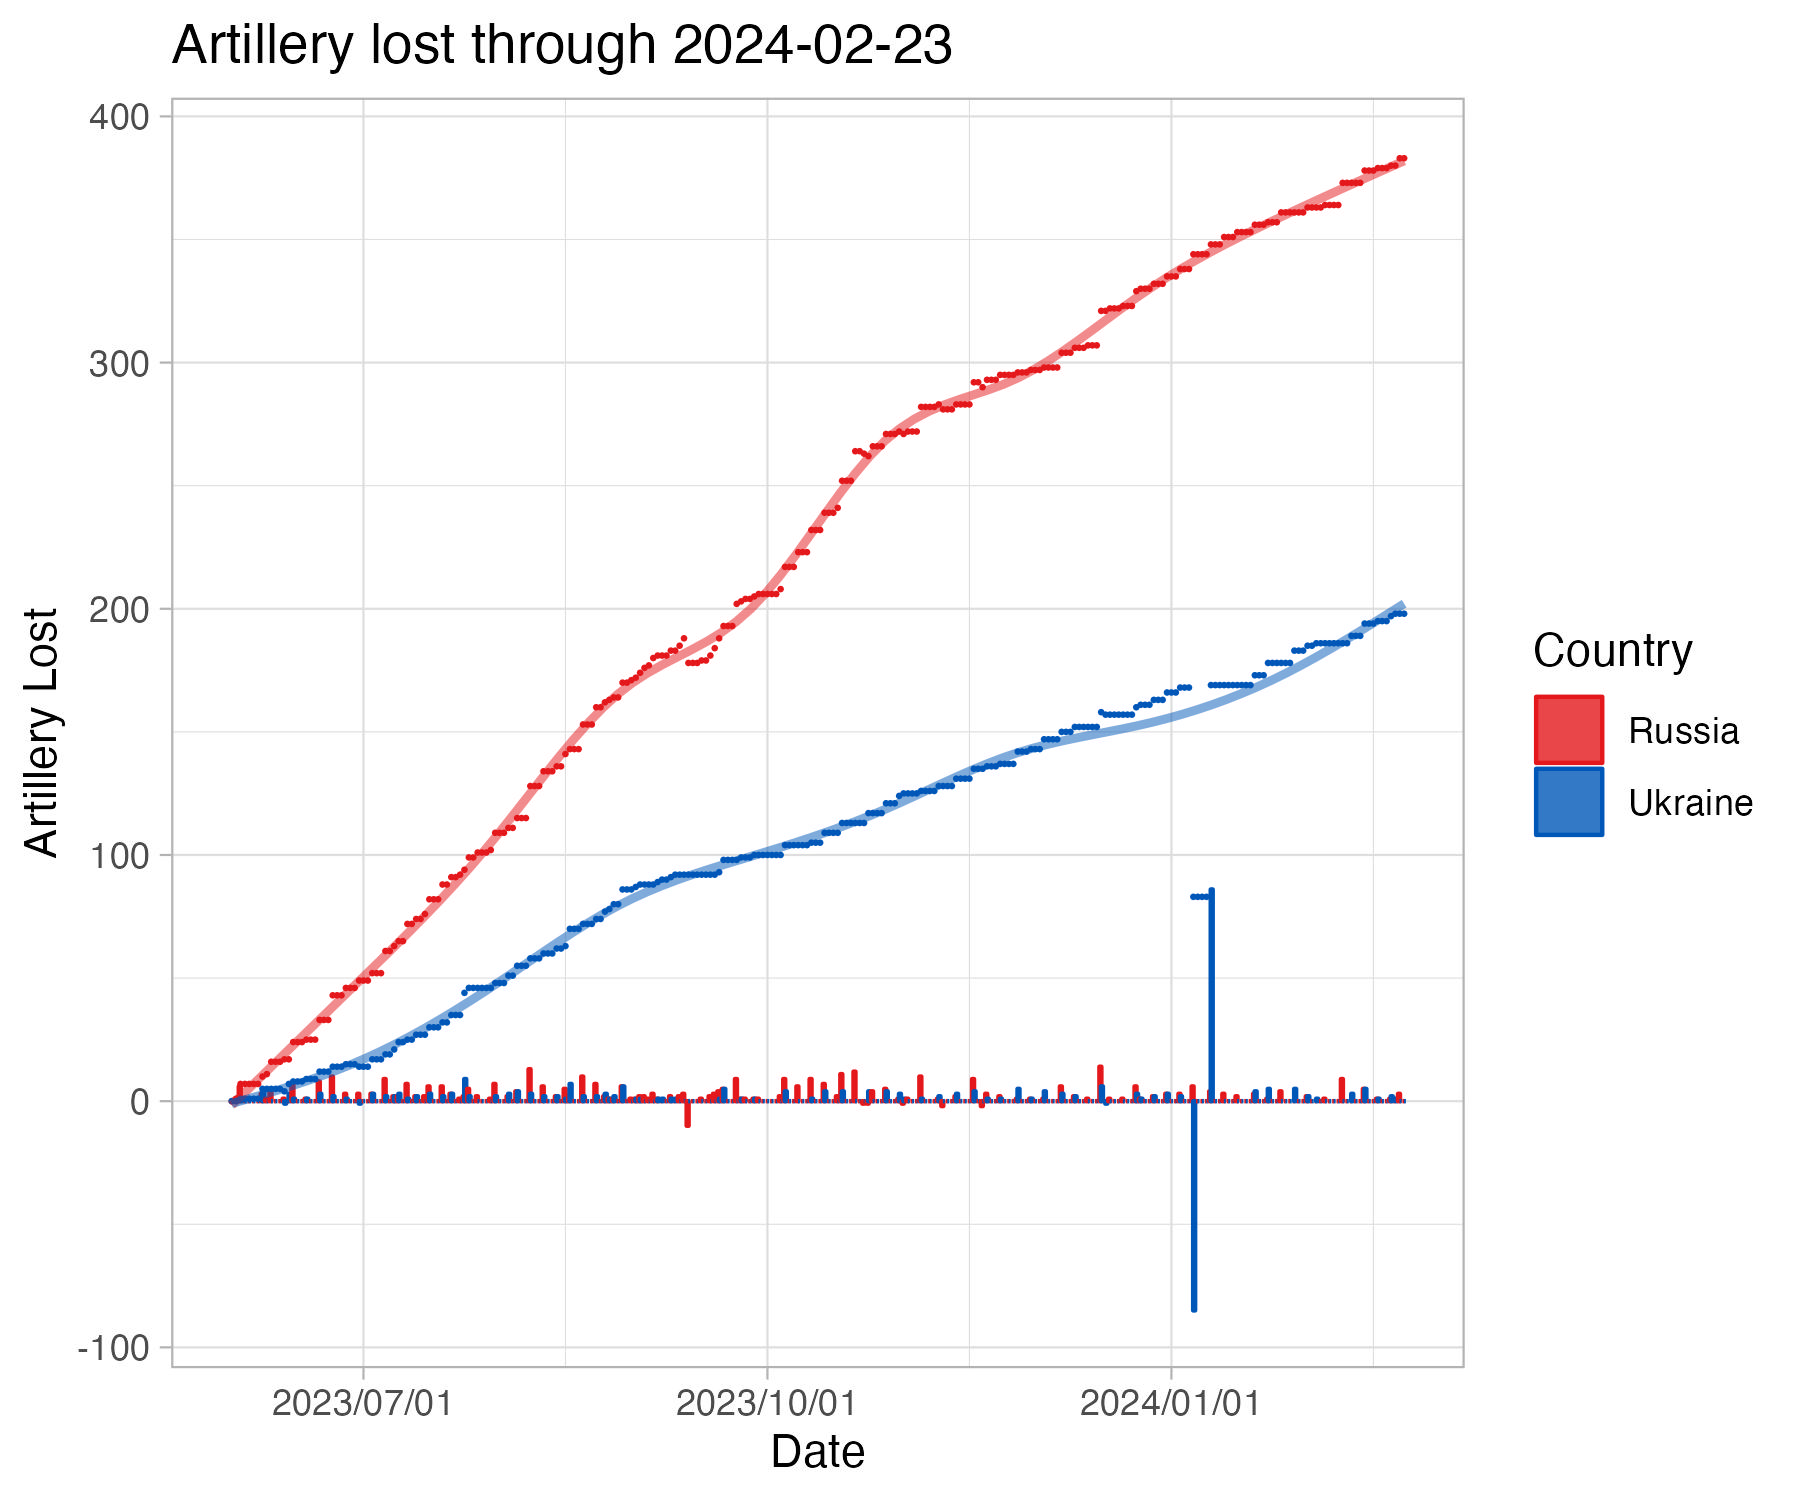 Artillery lost through 2024-02-23
400
300
200
100
0
-100
Artillery Lost
2023/07/01
2023/10/01
2024/01/01
Date
Country
Russia
Ukraine